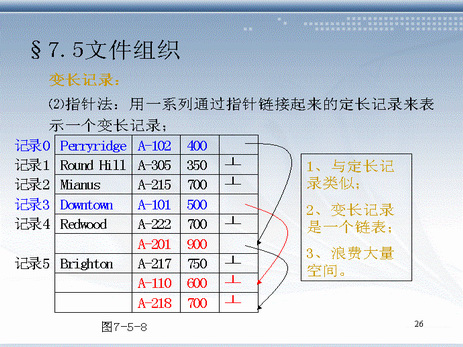 §7.5文件组织
变长记录：
⑵指针法：用一系列通过指针链接起来的定长记录来表
示一个变长记录；
记录0 Perryridge A-102 400
记录1 Round Hill A-305 350 ⊥
记录2 Mianus A-215 700 ⊥
记录3 Downtown A-101 500
记录4 Redwood A-222 700 ⊥
A-201 900
记录5 Brighton A-217 750 ⊥
A-110 600 ⊥
A-218 700 ⊥
1、与定长记
录类似；
2、变长记录
是一个链表；
3、浪费大量
空间。
图7-5-8
26